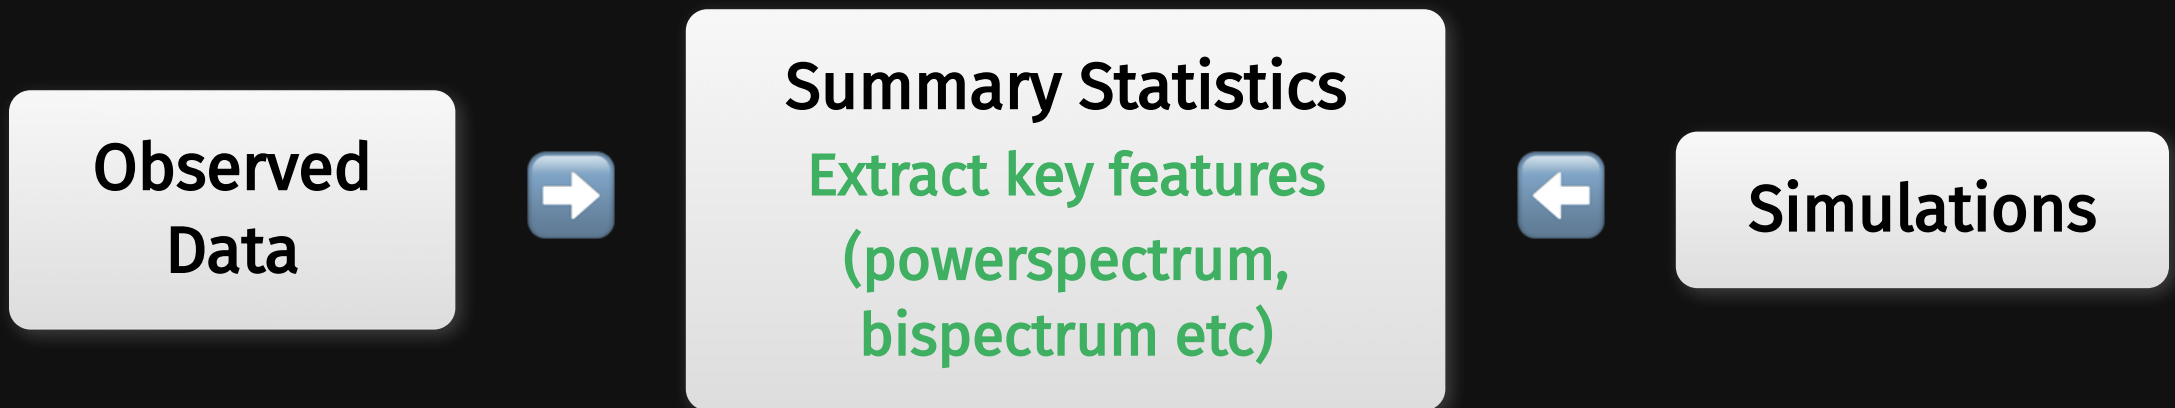 Observed
Data
Summary Statistics
Extract key features
(powerspectrum,
bispectrum etc)
Simulations